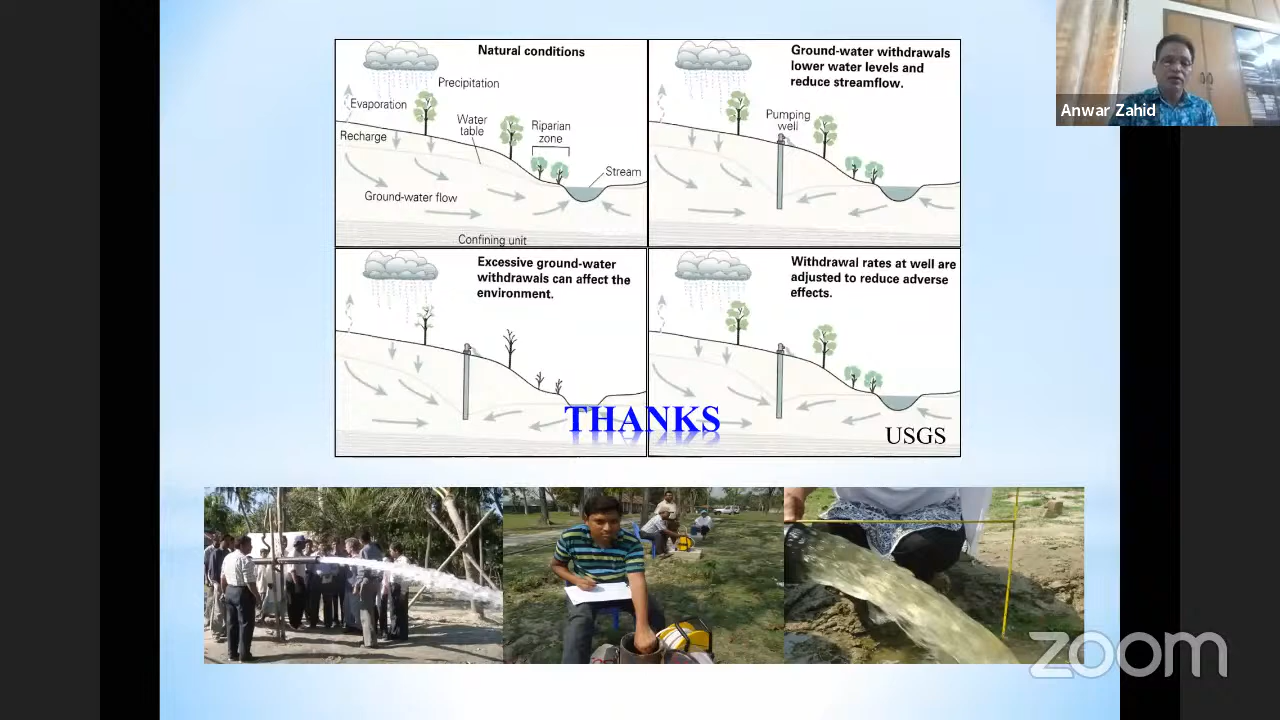 Natural conditions
Precipitation
Evaporation
Water
table
Riparian
zone
Recharge
Stream
Ground-water flow
Confining unit
Ground-water withdrawals
lower water levels and
reduce streamflow.
Pumping
well
Excessive ground-water
withdrawals can affect the
environment.
Withdrawal rates at well are
adjusted to reduce adverse
effects.
THANKS
USGS
Anwar Zahid
zoom